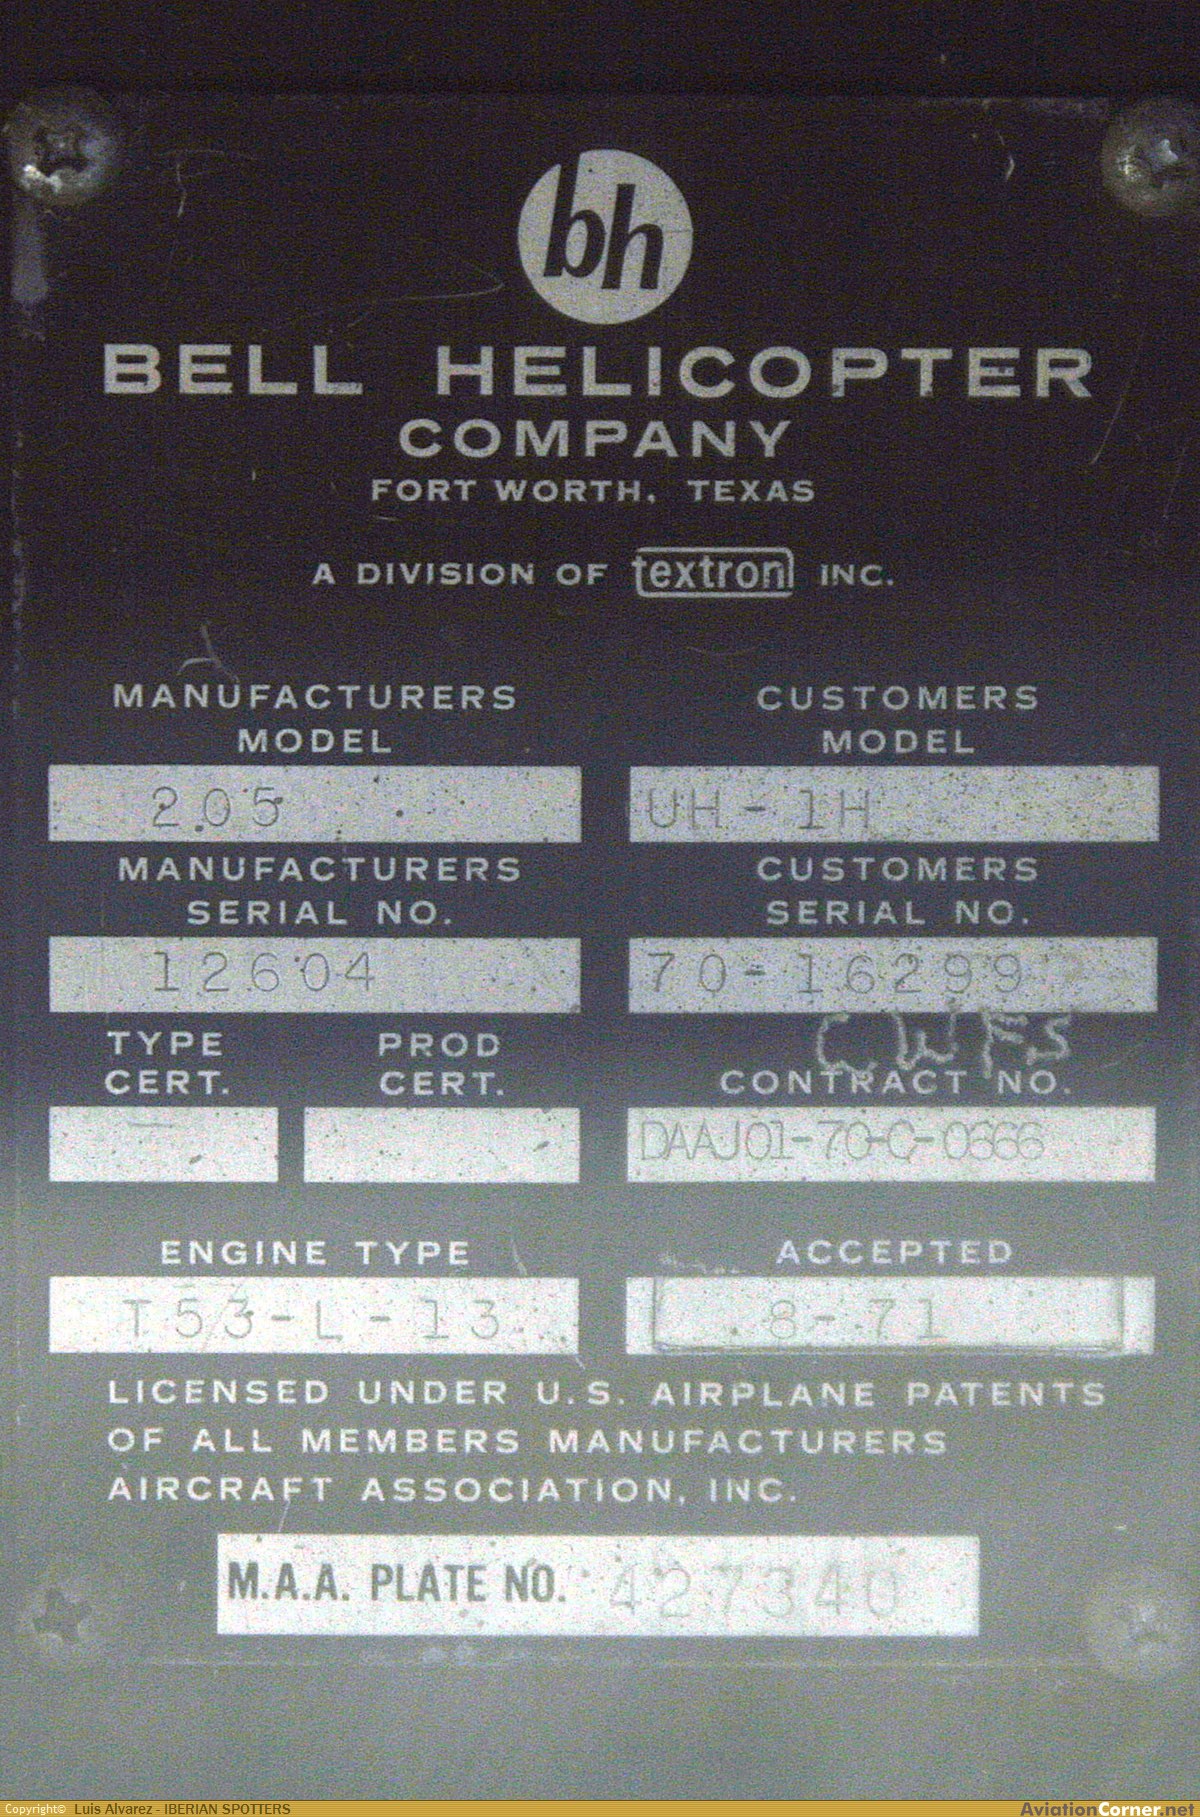 bh
BELL HELICOPTER
COMPANY
FORT WORTH, TEXAS
A DIVISION OF textron INC.
MANUFACTURERS
MODEL
205
CUSTOMERS
MODEL
UH-1H
MANUFACTURERS
SERIAL NO.
12604
CUSTOMERS
SERIAL NO.
70-16299
CWFS
TYPE
CERT.
PROD
CERT.
CONTRACT NO.
DAAJ01-70-C-0666
ENGINE TYPE
T53-L-13
ACCEPTED
8-71
LICENSED UNDER U.S. AIRPLANE PATENTS
OF ALL MEMBERS MANUFACTURERS
AIRCRAFT ASSOCIATION, INC.
M.A.A. PLATE NO. 427340
Copyright© Luis Alvarez - IBERIAN SPOTTERS
AviationCorner.net